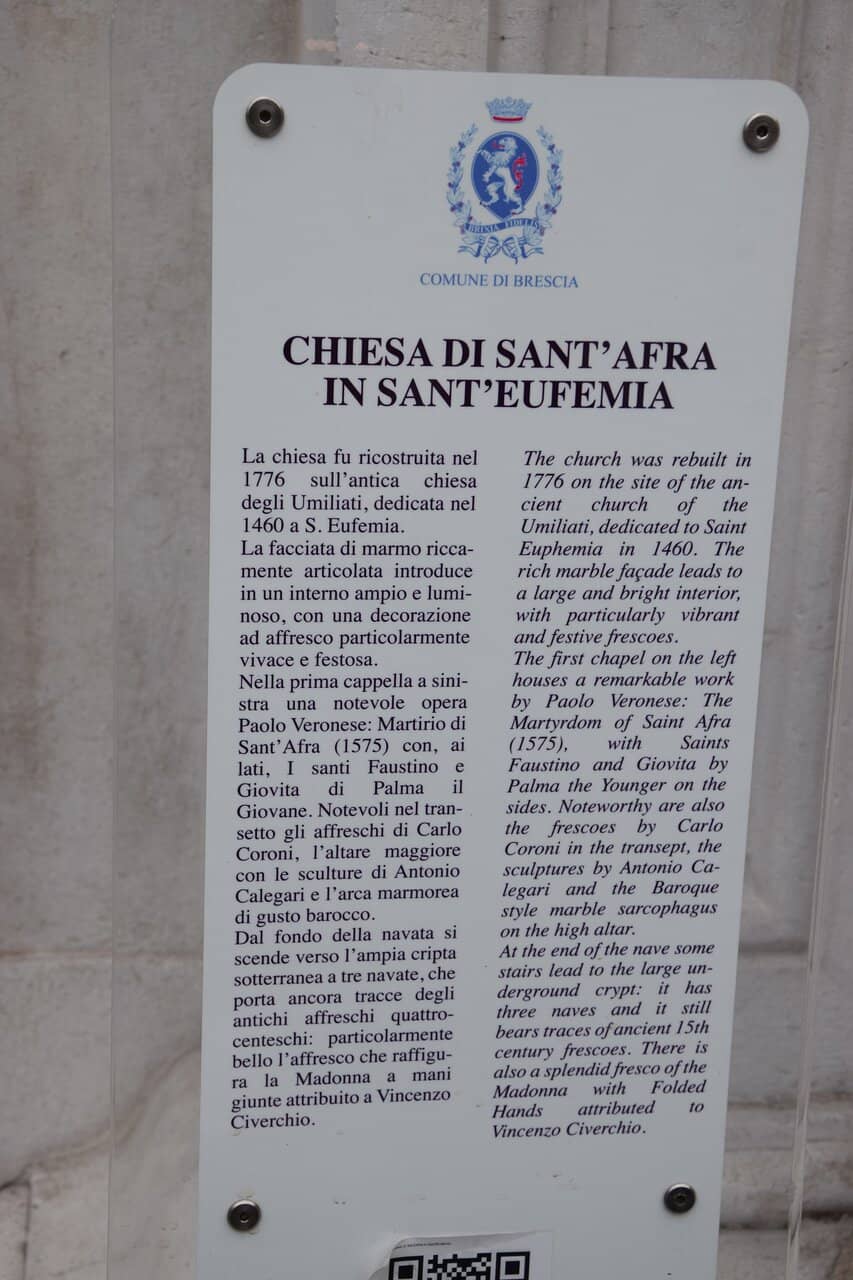 BRIXIA FIDELIS
COMUNE DI BRESCIA
CHIESA DI SANT'AFRA
IN SANT'EUFEMIA
La chiesa fu ricostruita nel
1776 sull'antica chiesa
degli Umiliati, dedicata nel
1460 a S. Eufemia.
La facciata di marmo ricca-
mente articolata introduce
in un interno ampio e lumi-
noso, con una decorazione
ad affresco particolarmente
vivace e festosa.
Nella prima cappella a sini-
stra una notevole opera
Paolo Veronese: Martirio di
Sant'Afra (1575) con, ai
lati, I santi Faustino e
Giovita di Palma il
Giovane. Notevoli nel tran-
setto gli affreschi di Carlo
Coroni, l'altare maggiore
con le sculture di Antonio
Calegari e l'arca marmorea
di gusto barocco.
Dal fondo della navata si
scende verso l'ampia cripta
sotterranea a tre navate, che
porta ancora tracce degli
antichi affreschi quattro-
centeschi: particolarmente
bello l'affresco che raffigu-
ra la Madonna a mani
giunte attribuito a Vincenzo
Civerchio.
The church was rebuilt in
1776 on the site of the an-
cient church of the
Umiliati, dedicated to Saint
Euphemia in 1460. The
rich marble façade leads to
a large and bright interior,
with particularly vibrant
and festive frescoes.
The first chapel on the left
houses a remarkable work
by Paolo Veronese: The
Martyrdom of Saint Afra
(1575), with Saints
Faustino and Giovita by
Palma the Younger on the
sides. Noteworthy are also
the frescoes by Carlo
Coroni in the transept, the
sculptures by Antonio Ca-
legari and the Baroque
style marble sarcophagus
on the high altar.
At the end of the nave some
stairs lead to the large un-
derground crypt: it has
three naves and it still
bears traces of ancient 15th
century frescoes. There is
also a splendid fresco of the
Madonna with Folded
Hands attributed to
Vincenzo Civerchio.